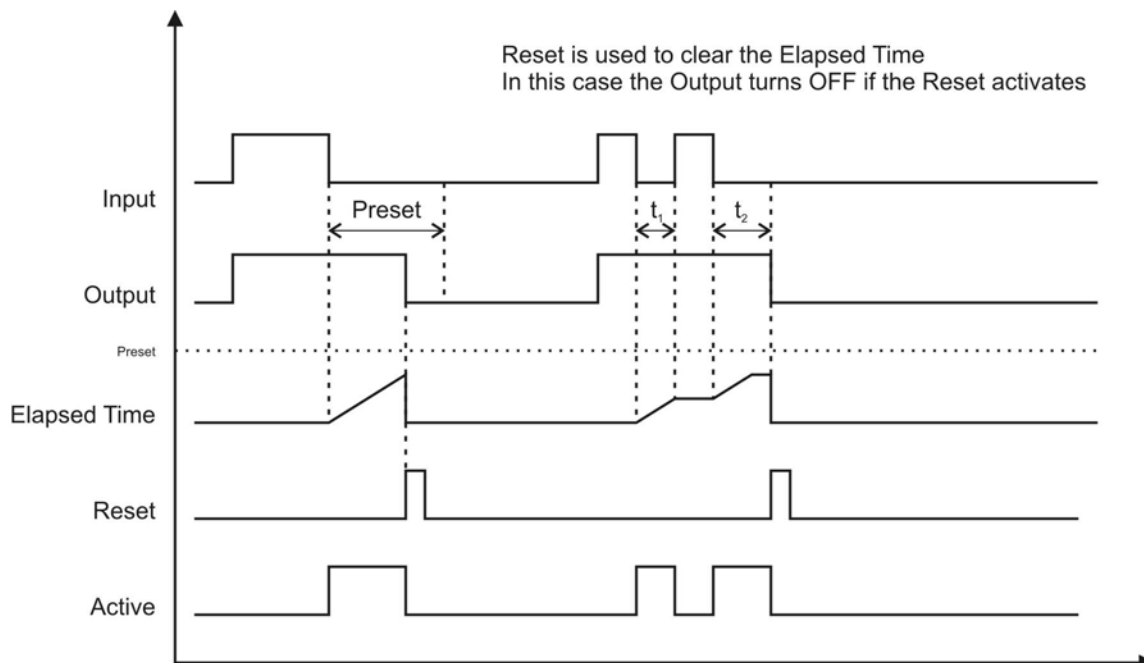 Reset is used to clear the Elapsed Time
In this case the Output turns OFF if the Reset activates
Input
Preset
t₁
t₂
Output
Preset
Elapsed Time
Reset
Active